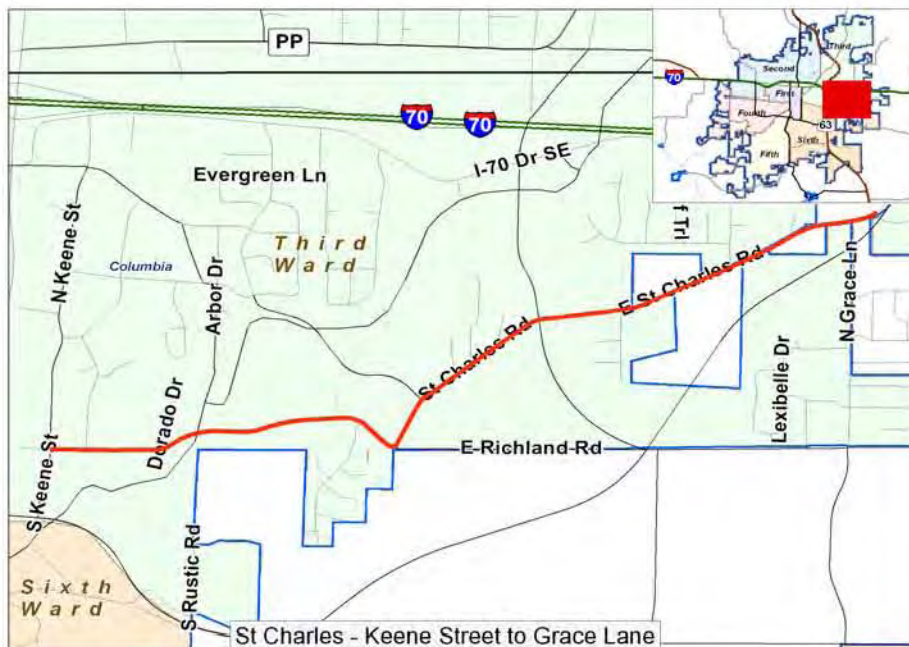 PP
Third
Second
70
First
Fourth
63
Sixth
Fifth
70
70
I-70 Dr SE
Evergreen Ln
N Keene St
Third
Ward
Columbia
Arbor Dr
f Trl
E St Charles Rd
N Grace Ln
St Charles Rd
Lexibelle Dr
Dorado Dr
E Richland Rd
S Keene St
S Rustic Rd
Sixth
Ward
St Charles - Keene Street to Grace Lane